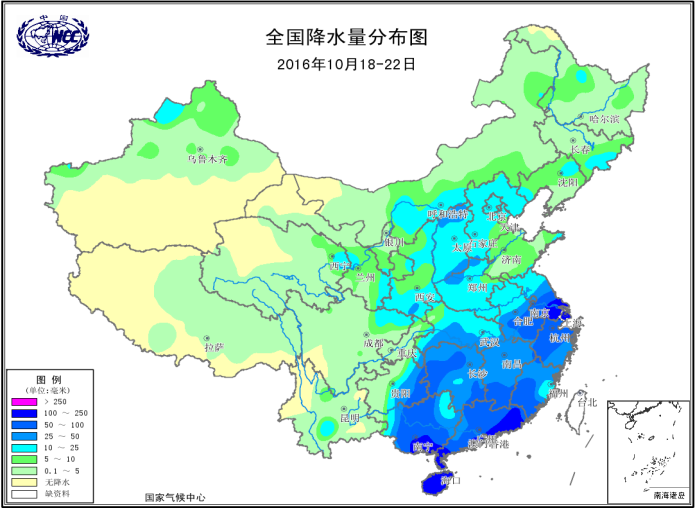 中国
NCC
全国降水量分布图
2016年10月18-22日
哈尔滨
长春
乌鲁木齐
沈阳
呼和浩特
北京
天津
银川
太原
石家庄
西宁
济南
兰州
郑州
西安
南京
合肥
上海
拉萨
成都
武汉
杭州
重庆
南昌
长沙
贵阳
福州
台北
昆明
广州
南宁
香港
海口
图 例
(单位:毫米)
> 250
100 ~ 250
50 ~ 100
25 ~ 50
10 ~ 25
5 ~ 10
0.1 ~ 5
无降水
缺资料
国家气候中心
南海诸岛